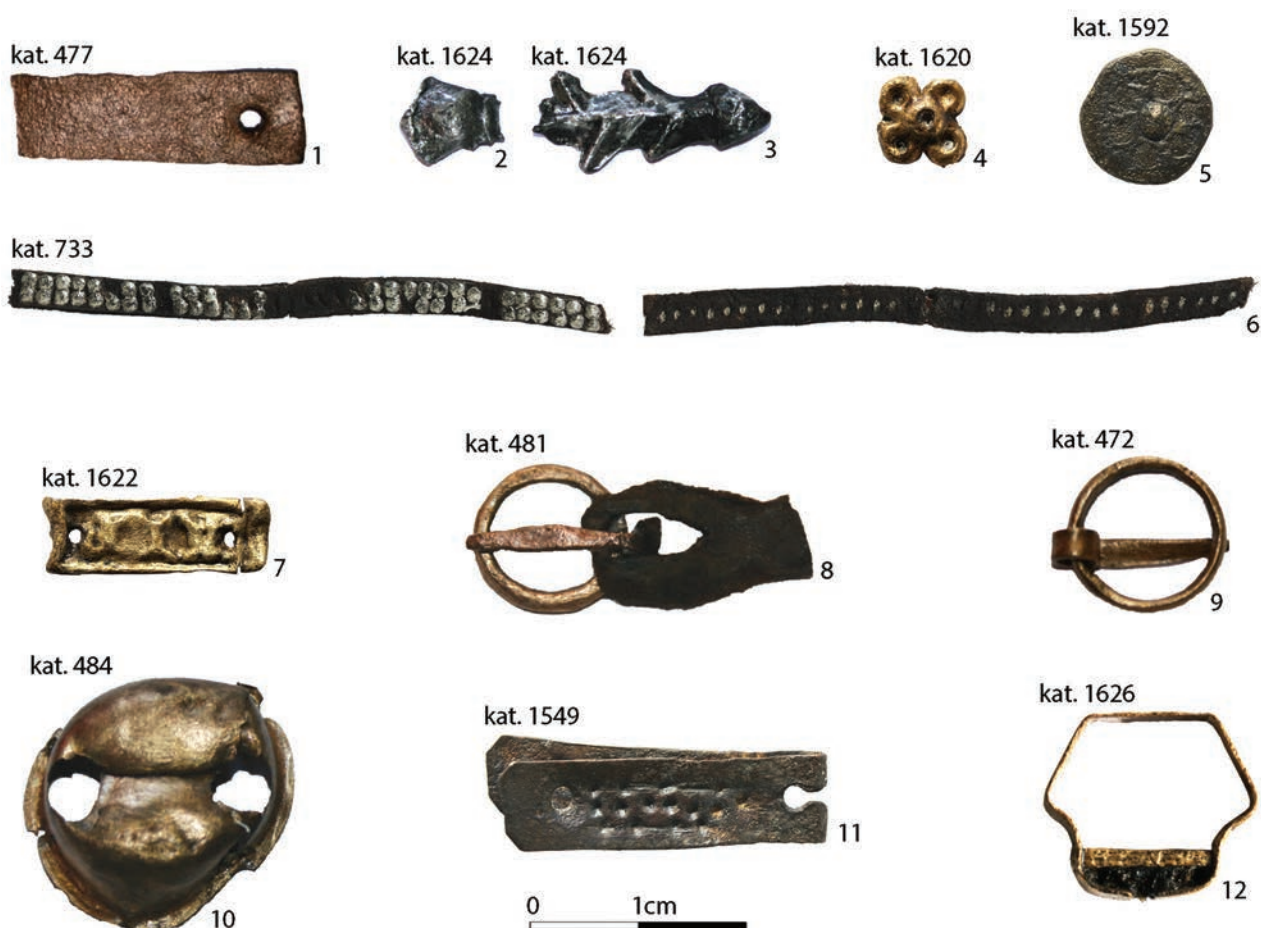 kat. 477
1
kat. 1624
2
kat. 1624
3
kat. 1620
4
kat. 1592
5
kat. 733
6
kat. 1622
7
kat. 481
8
kat. 472
9
kat. 484
10
kat. 1549
11
kat. 1626
12
0 1cm